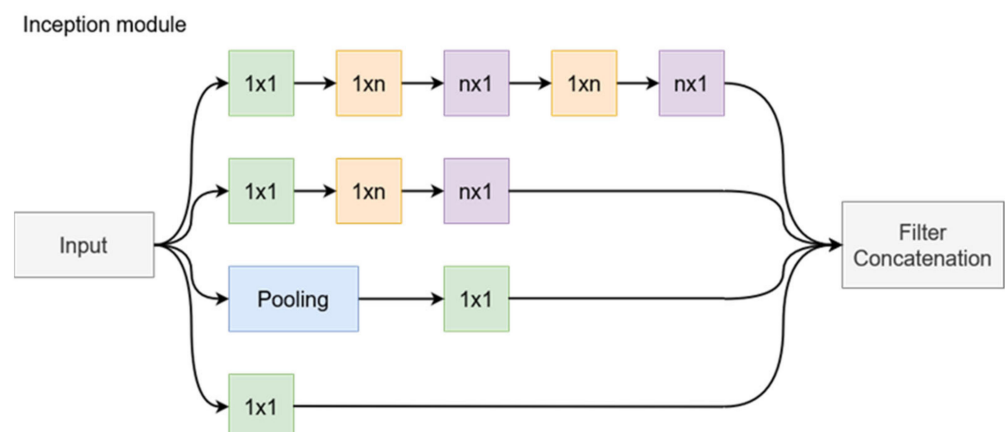 Inception module
1x1 1xn nx1 1xn nx1
1x1 1xn nx1
Input
Filter
Concatenation
Pooling 1x1
1x1